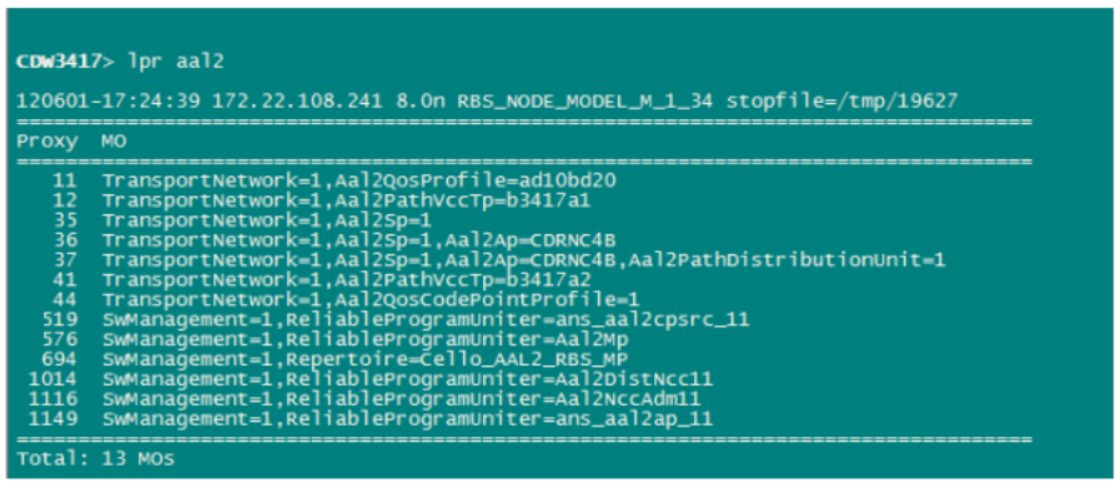 CDW3417> lpr aal2
120601-17:24:39 172.22.108.241 8.0n RBS_NODE_MODEL_M_1_34 stopfile=/tmp/19627
=================================================================================
Proxy  MO
=================================================================================
11  TransportNetwork=1,Aal2QosProfile=ad10bd20
12  TransportNetwork=1,Aal2PathVccTp=b3417a1
35  TransportNetwork=1,Aal2Sp=1
36  TransportNetwork=1,Aal2Sp=1,Aal2Ap=CDRNC4B
37  TransportNetwork=1,Aal2Sp=1,Aal2Ap=CDRNC4B,Aal2PathDistributionUnit=1
41  TransportNetwork=1,Aal2PathVccTp=b3417a2
44  TransportNetwork=1,Aal2QosCodePointProfile=1
519  SwManagement=1,ReliableProgramUniter=ans_aal2cpsrc_11
576  SwManagement=1,ReliableProgramUniter=Aal2Mp
694  SwManagement=1,Repertoire=Cello_AAL2_RBS_MP
1014  SwManagement=1,ReliableProgramUniter=Aal2DistNcc11
1116  SwManagement=1,ReliableProgramUniter=Aal2NccAdm11
1149  SwManagement=1,ReliableProgramUniter=ans_aal2ap_11
=================================================================================
Total: 13 MOs